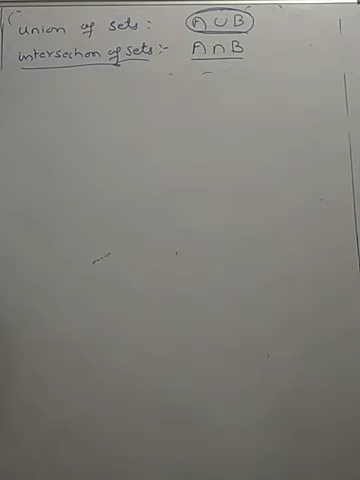 union of sets: A ∪ B
intersection of sets:- A ∩ B